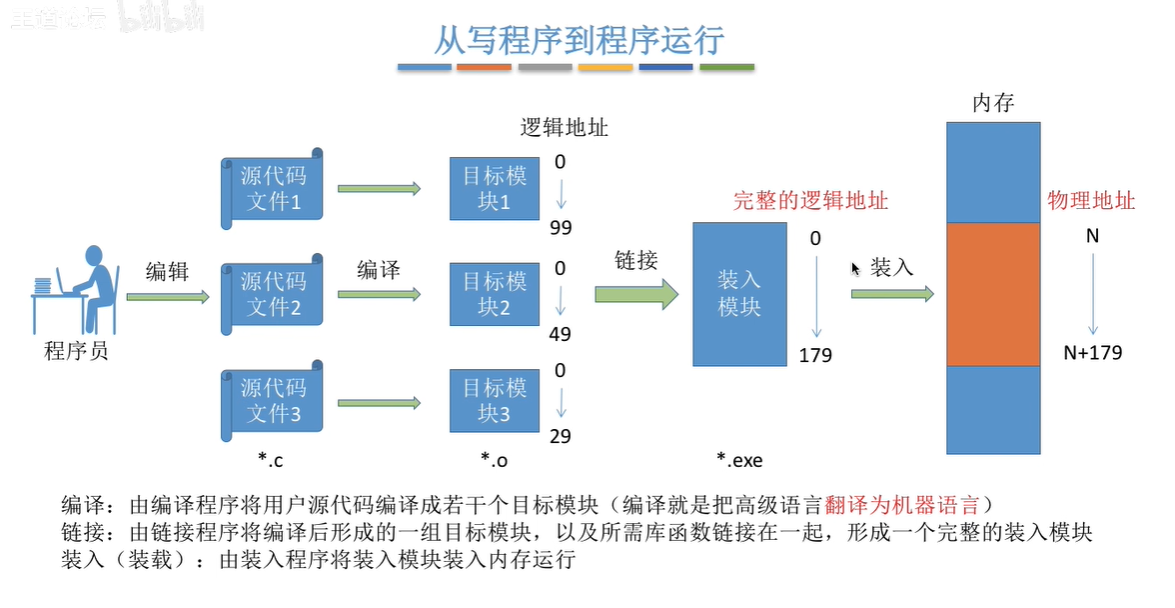 王道论坛 bilibili
从写程序到程序运行
内存
逻辑地址
源代码
文件1
目标模
块1
0
99
完整的逻辑地址
物理地址
程序员
编辑
源代码
文件2
编译
目标模
块2
0
49
链接
装入
模块
0
179
装入
N
N+179
源代码
文件3
目标模
块3
0
29
*.c
*.o
*.exe
编译：由编译程序将用户源代码编译成若干个目标模块（编译就是把高级语言翻译为机器语言）
链接：由链接程序将编译后形成的一组目标模块，以及所需库函数链接在一起，形成一个完整的装入模块
装入（装载）：由装入程序将装入模块装入内存运行